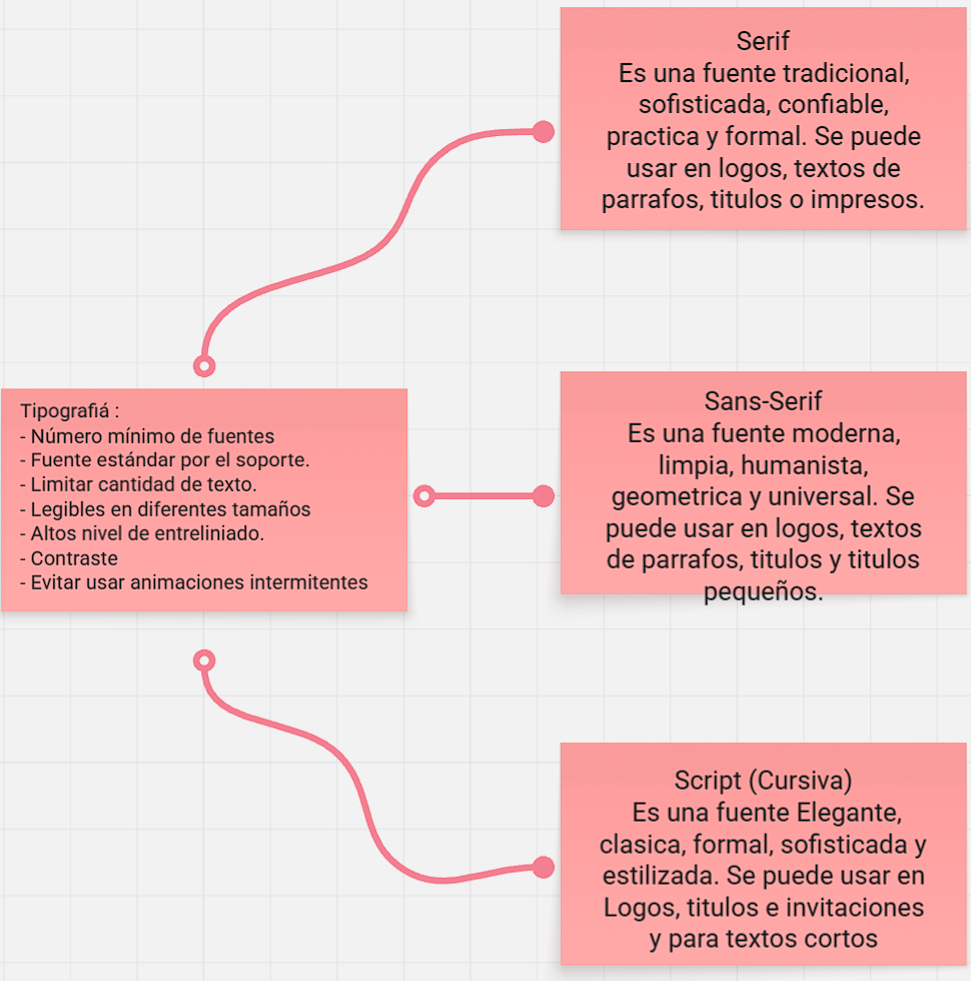 Serif
Es una fuente tradicional,
sofisticada, confiable,
practica y formal. Se puede
usar en logos, textos de
parrafos, titulos o impresos.
Tipografiá :
- Número mínimo de fuentes
- Fuente estándar por el soporte.
- Limitar cantidad de texto.
- Legibles en diferentes tamaños
- Altos nivel de entreliniado.
- Contraste
- Evitar usar animaciones intermitentes
Sans-Serif
Es una fuente moderna,
limpia, humanista,
geometrica y universal. Se
puede usar en logos, textos
de parrafos, titulos y titulos
pequeños.
Script (Cursiva)
Es una fuente Elegante,
clasica, formal, sofisticada y
estilizada. Se puede usar en
Logos, titulos e invitaciones
y para textos cortos